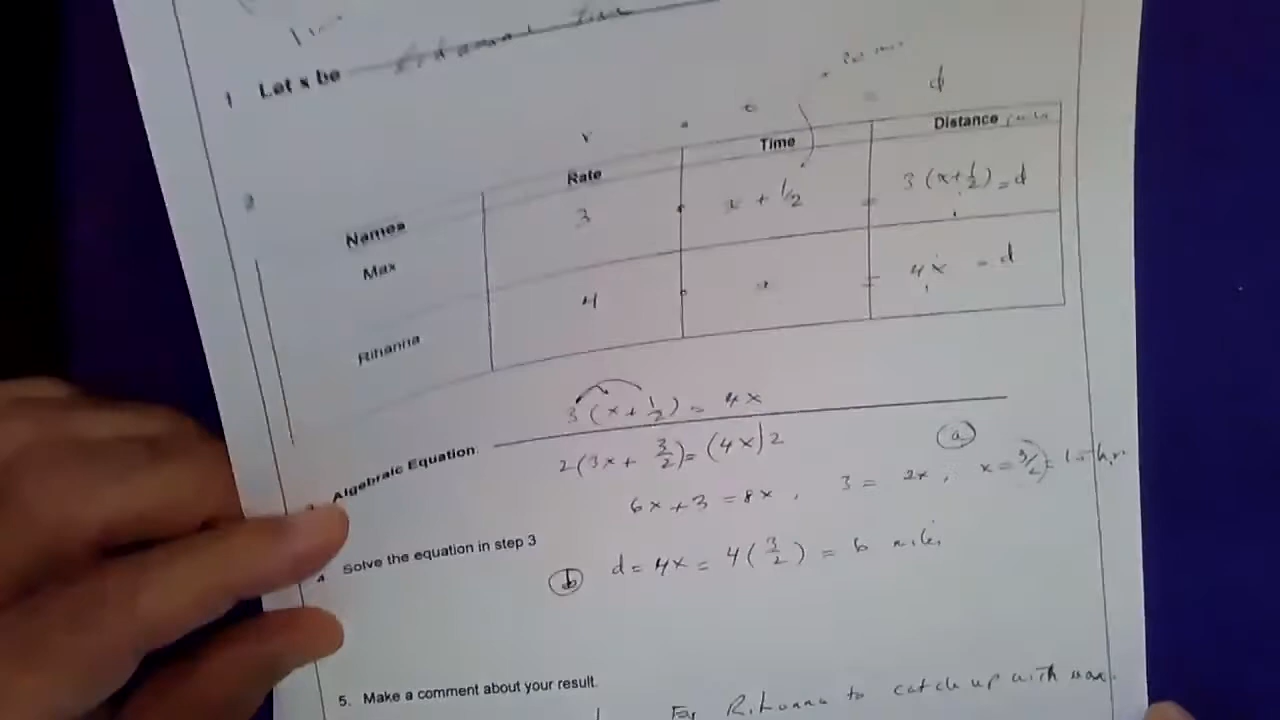 1 Let x be
r • t = d
Rate Time Distance
Names
Max 3 • x + 1/2 = 3 (x + 1/2) = d
Rihanna 4 • = 4x = d
3 (x + 1/2) = 4x
Algebraic Equation:
2(3x + 3/2) = (4x)2
(a)
6x + 3 = 8x , 3 = 2x , x = 3/2 =
Solve the equation in step 3
(b) d = 4x = 4 (3/2) = 6
5. Make a comment about your result.
For Rihanna to catch up with